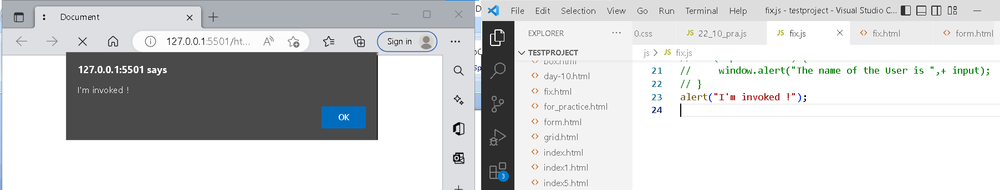 Document
127.0.0.1:5501/ht...
Sign in
127.0.0.1:5501 says
I'm invoked !
OK
File Edit Selection View Go Run Terminal Help fix.js - testproject - Visual Studio C...
EXPLORER
0.css JS 22_10_pra.js JS fix.js <> fix.html <> form.html
TESTPROJECT
js > JS fix.js
box.html
day-10.html
fix.html
for_practice.html
form.html
grid.html
index.html
index1.html
index5.html
21 // window.alert("The name of the User is ",+ input);
22 // }
23 alert("I'm invoked !");
24
3